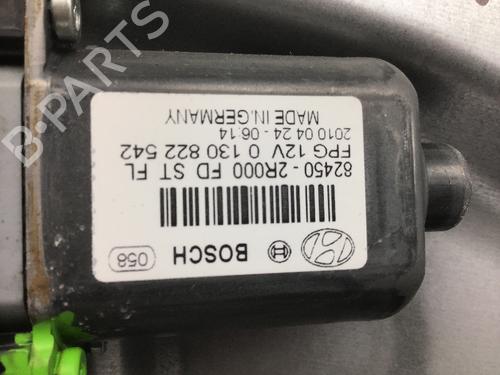 BOSCH 058
82450 - 2R000 FD ST FL
FPG 12V 0 130 822 542
2010 04 24 - 06:14
MADE IN.GERMANY
B-PARTS